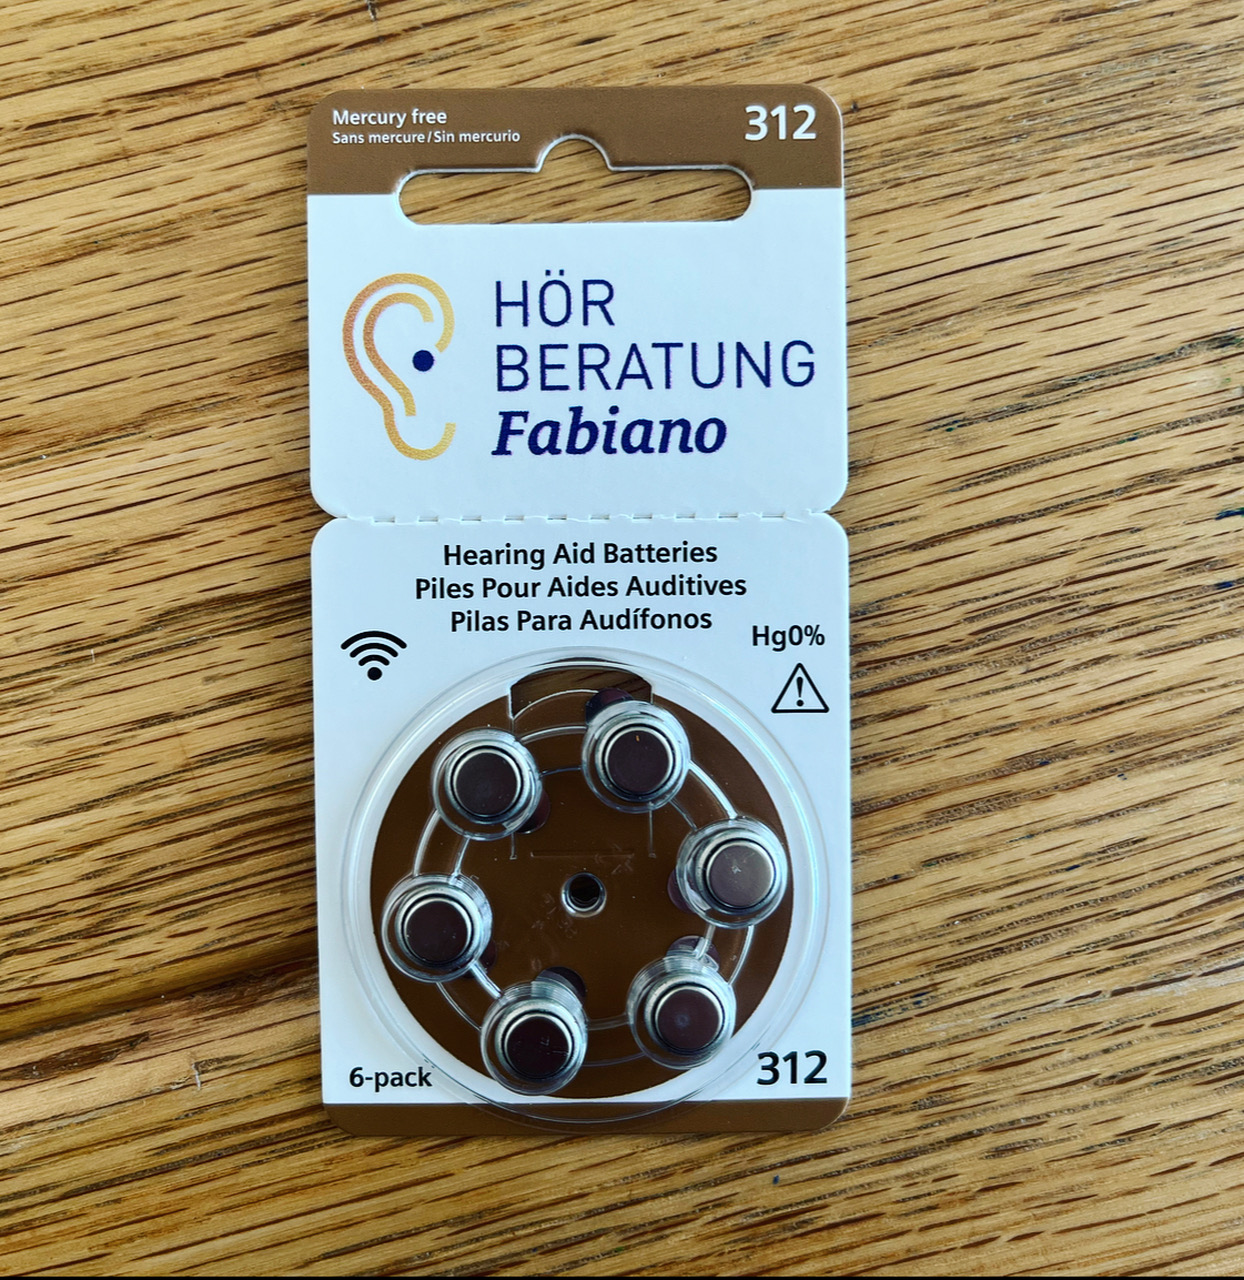 Mercury free
312
Sans mercure/Sin mercurio
HÖR
BERATUNG
Fabiano
Hearing Aid Batteries
Piles Pour Aides Auditives
Pilas Para Audífonos
Hg0%
6-pack
312